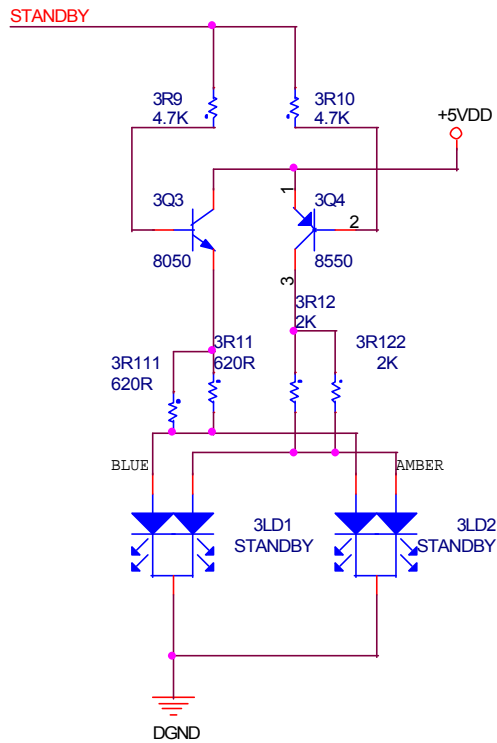 STANDBY
3R9
4.7K
3R10
4.7K
+5VDD
3Q3
1
3Q4
2
8050
8550
3
3R12
2K
3R11
620R
3R122
2K
3R111
620R
BLUE
AMBER
3LD1
STANDBY
3LD2
STANDBY
DGND